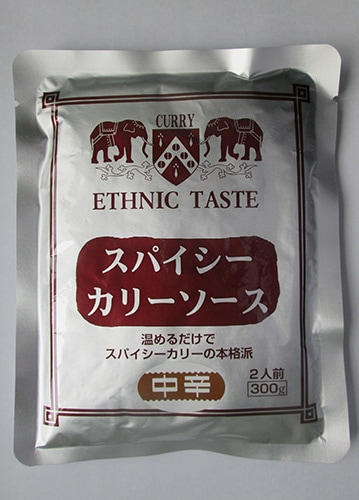 CURRY
ETHNIC TASTE
スパイシー
カリーソース
温めるだけで
スパイシーカリーの本格派
中辛
2人前
300g